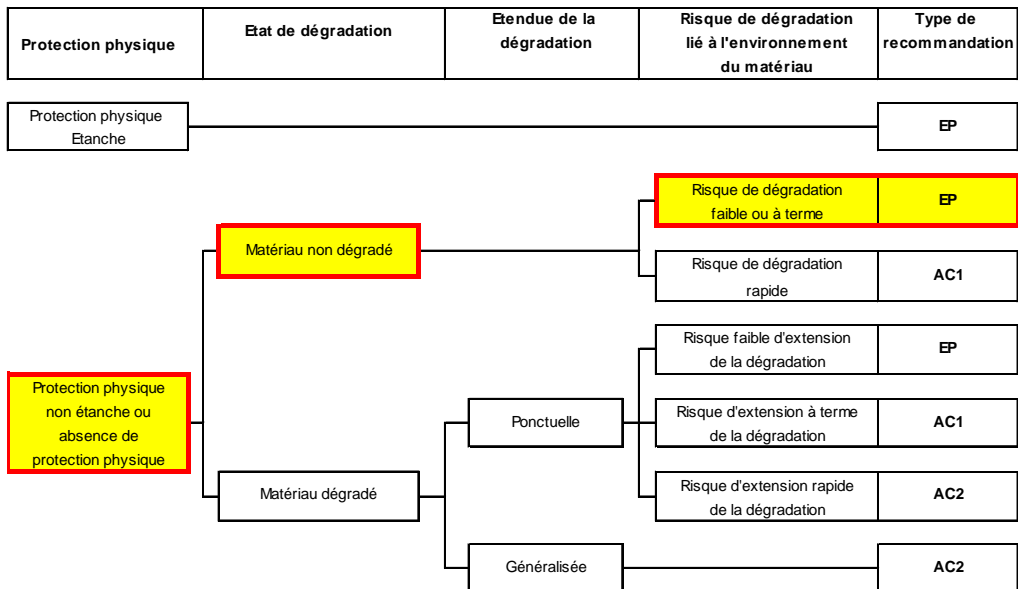 Protection physique
Etat de dégradation
Etendue de la
dégradation
Risque de dégradation
lié à l'environnement
du matériau
Type de
recommandation
Protection physique
Etanche
EP
Risque de dégradation
faible ou à terme
EP
Matériau non dégradé
Risque de dégradation
rapide
AC1
Risque faible d'extension
de la dégradation
EP
Protection physique
non étanche ou
absence de
protection physique
Ponctuelle
Risque d'extension à terme
de la dégradation
AC1
Matériau dégradé
Risque d'extension rapide
de la dégradation
AC2
Généralisée
AC2